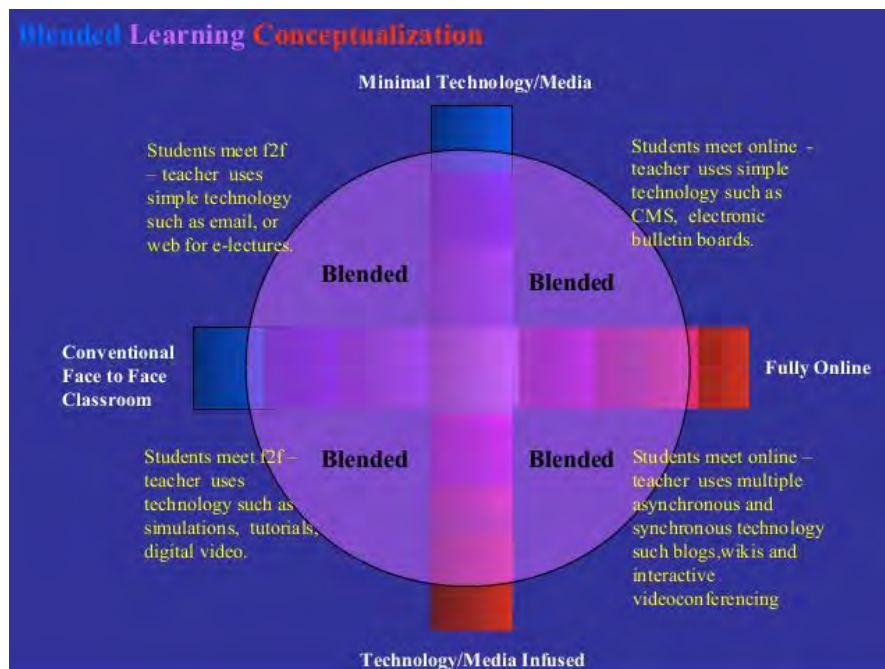 Blended Learning Conceptualization
Minimal Technology/Media
Students meet f2f
– teacher uses
simple technology
such as email, or
web for e-lectures.
Students meet online -
teacher uses simple
technology such as
CMS, electronic
bulletin boards.
Blended
Blended
Conventional
Face to Face
Classroom
Fully Online
Blended
Blended
Students meet f2f –
teacher uses
technology such as
simulations, tutorials,
digital video.
Students meet online –
teacher uses multiple
asynchronous and
synchronous technology
such blogs,wikis and
interactive
videoconferencing
Technology/Media Infused